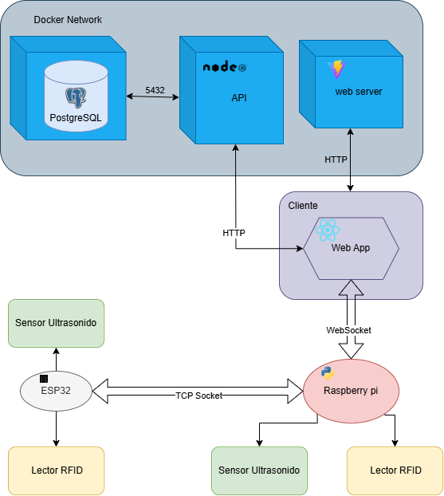 Docker Network
PostgreSQL
5432
node
API
web server
HTTP
HTTP
Cliente
Web App
WebSocket
Sensor Ultrasonido
ESP32
TCP Socket
Raspberry pi
Lector RFID
Sensor Ultrasonido
Lector RFID